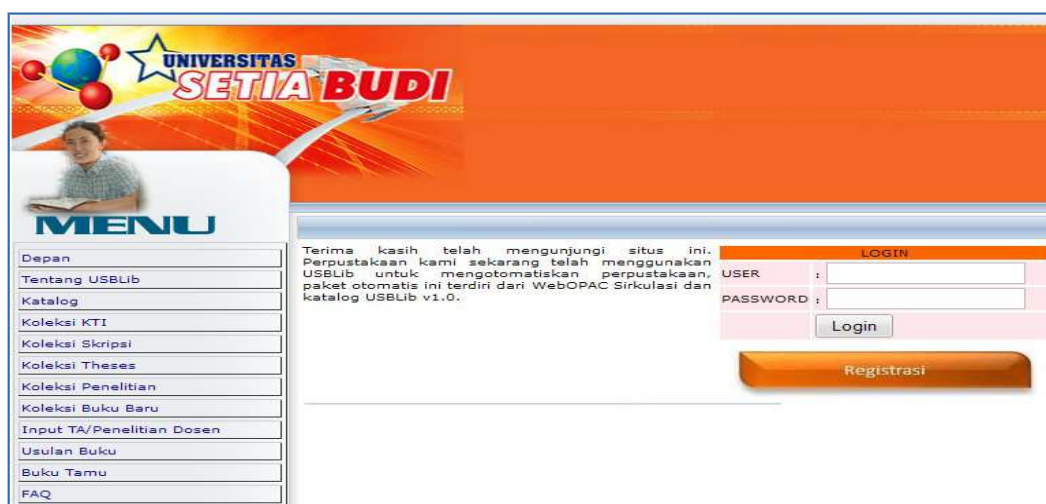 UNIVERSITAS
SETIA BUDI
MENU
Depan
Tentang USBLib
Katalog
Koleksi KTI
Koleksi Skripsi
Koleksi Theses
Koleksi Penelitian
Koleksi Buku Baru
Input TA/Penelitian Dosen
Usulan Buku
Buku Tamu
FAQ
Terima kasih telah mengunjungi situs ini.
Perpustakaan kami sekarang telah menggunakan
USBLib untuk mengotomatiskan perpustakaan,
paket otomatis ini terdiri dari WebOPAC Sirkulasi dan
katalog USBLib v1.0.
LOGIN
USER :
PASSWORD :
Login
Registrasi